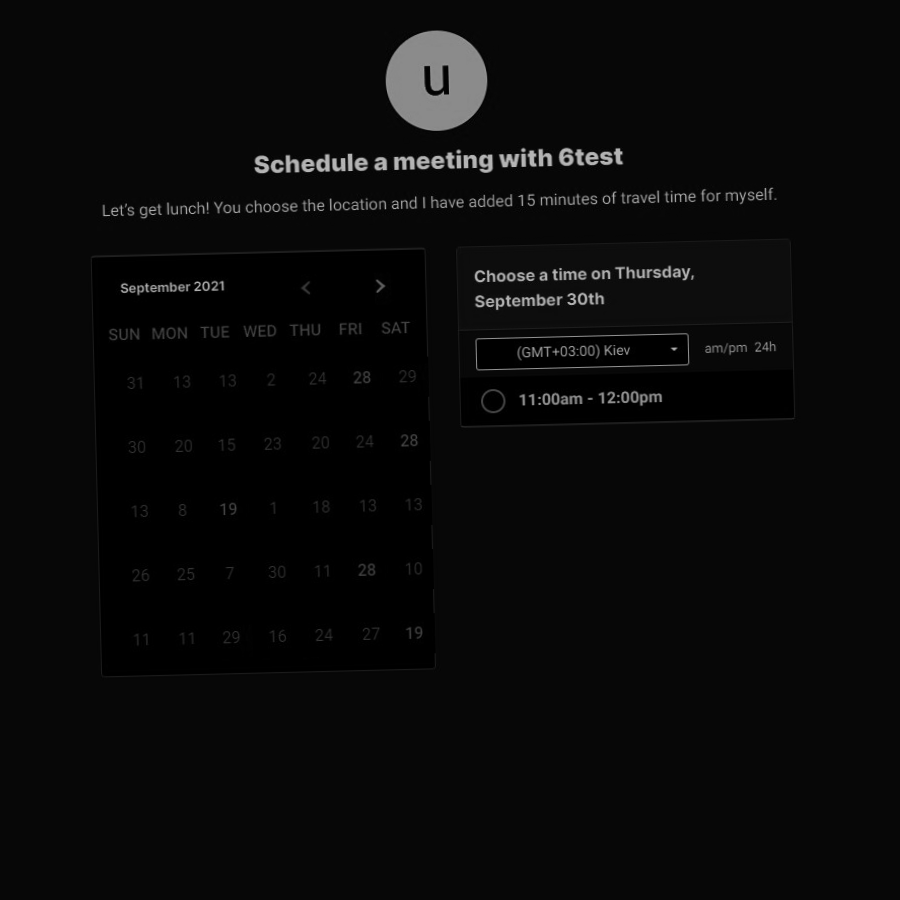 u
Schedule a meeting with 6test
Let's get lunch! You choose the location and I have added 15 minutes of travel time for myself.
September 2021
SUN MON TUE WED THU FRI SAT
31 13 13 2 24 28 29
30 20 15 23 20 24 28
13 8 19 1 18 13 13
26 25 7 30 11 28 10
11 11 29 16 24 27 19
Choose a time on Thursday,
September 30th
(GMT+03:00) Kiev am/pm 24h
11:00am - 12:00pm